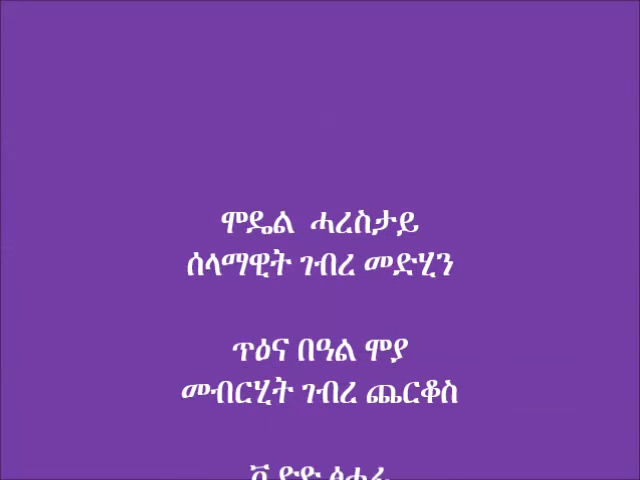 ሞዴል ሓረስታይ
ሰላማዊት ገብረ መድሂን
ጥዕና በዓል ሞያ
መብርሂት ገብረ ጨርቆስ